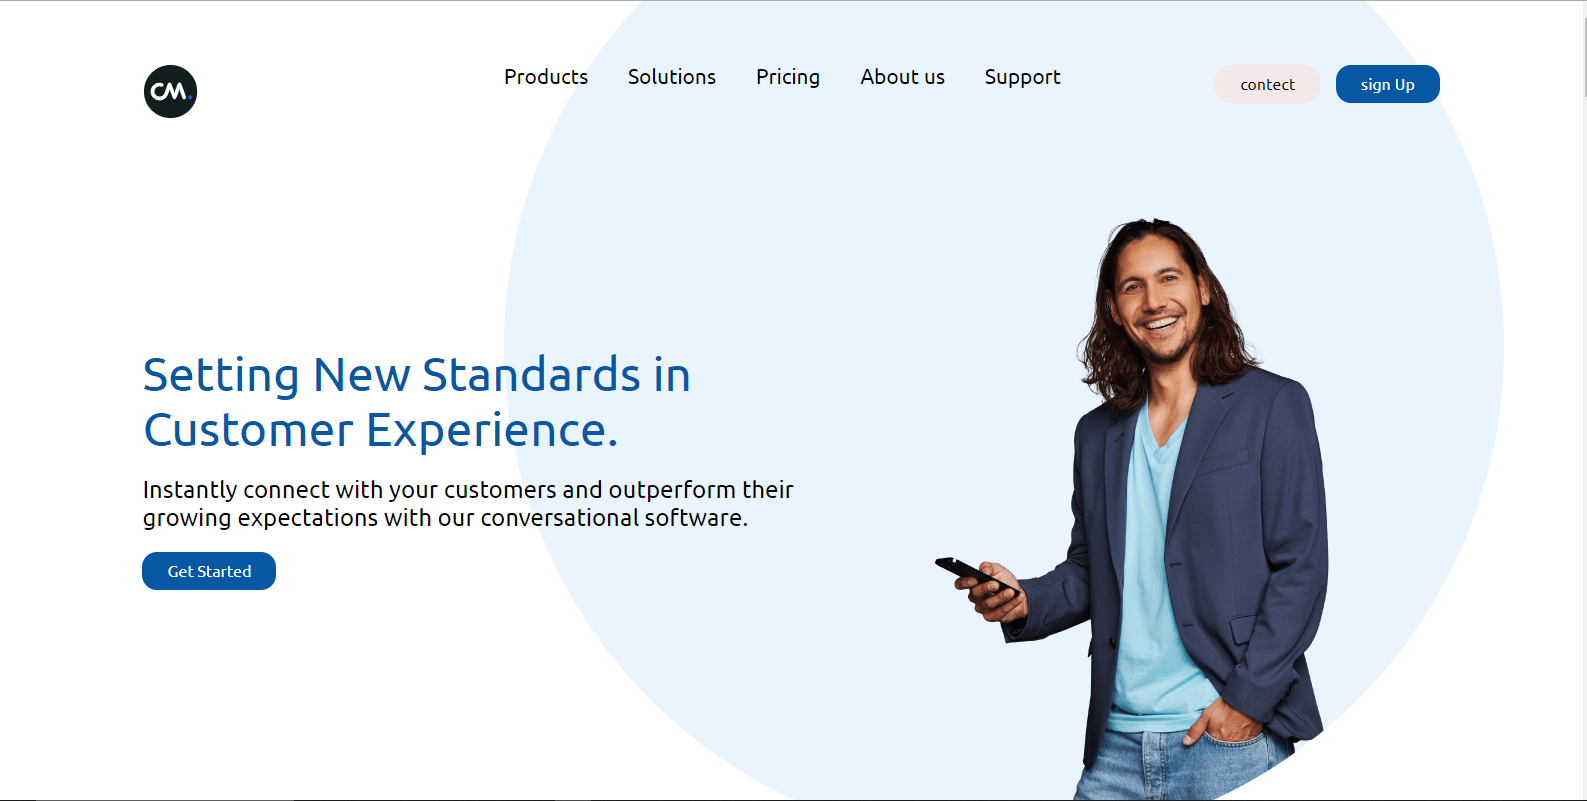 CM.
Products
Solutions
Pricing
About us
Support
contect
sign Up
Setting New Standards in
Customer Experience.
Instantly connect with your customers and outperform their
growing expectations with our conversational software.
Get Started